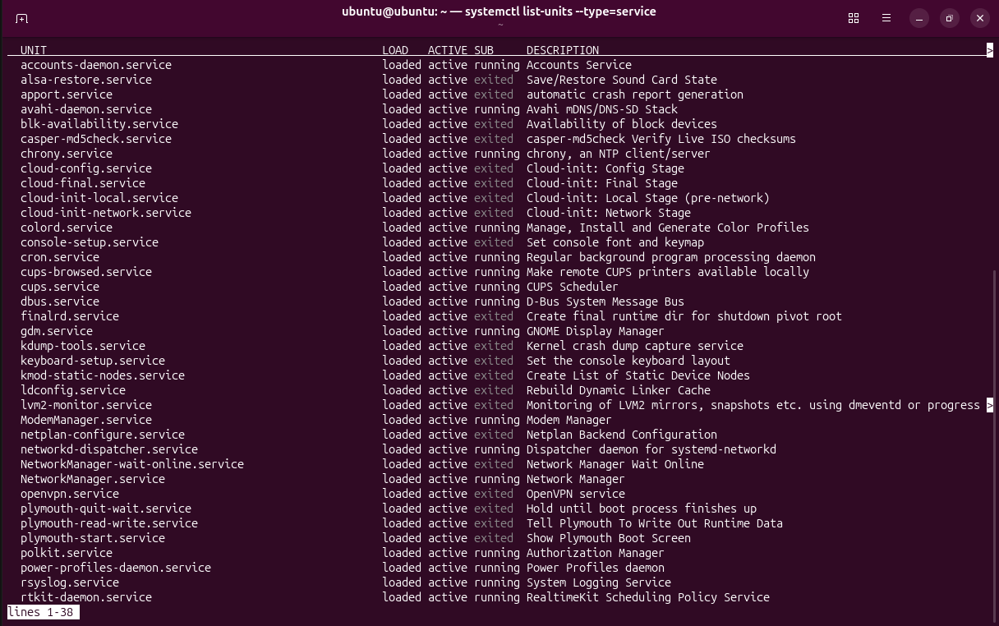 ubuntu@ubuntu: ~ — systemctl list-units --type=service
~
UNIT LOAD ACTIVE SUB DESCRIPTION >
accounts-daemon.service loaded active running Accounts Service
alsa-restore.service loaded active exited Save/Restore Sound Card State
apport.service loaded active exited automatic crash report generation
avahi-daemon.service loaded active running Avahi mDNS/DNS-SD Stack
blk-availability.service loaded active exited Availability of block devices
casper-md5check.service loaded active exited casper-md5check Verify Live ISO checksums
chrony.service loaded active running chrony, an NTP client/server
cloud-config.service loaded active exited Cloud-init: Config Stage
cloud-final.service loaded active exited Cloud-init: Final Stage
cloud-init-local.service loaded active exited Cloud-init: Local Stage (pre-network)
cloud-init-network.service loaded active exited Cloud-init: Network Stage
colord.service loaded active running Manage, Install and Generate Color Profiles
console-setup.service loaded active exited Set console font and keymap
cron.service loaded active running Regular background program processing daemon
cups-browsed.service loaded active running Make remote CUPS printers available locally
cups.service loaded active running CUPS Scheduler
dbus.service loaded active running D-Bus System Message Bus
finalrd.service loaded active exited Create final runtime dir for shutdown pivot root
gdm.service loaded active running GNOME Display Manager
kdump-tools.service loaded active exited Kernel crash dump capture service
keyboard-setup.service loaded active exited Set the console keyboard layout
kmod-static-nodes.service loaded active exited Create List of Static Device Nodes
ldconfig.service loaded active exited Rebuild Dynamic Linker Cache
lvm2-monitor.service loaded active exited Monitoring of LVM2 mirrors, snapshots etc. using dmeventd or progress >
ModemManager.service loaded active running Modem Manager
netplan-configure.service loaded active exited Netplan Backend Configuration
networkd-dispatcher.service loaded active running Dispatcher daemon for systemd-networkd
NetworkManager-wait-online.service loaded active exited Network Manager Wait Online
NetworkManager.service loaded active running Network Manager
openvpn.service loaded active exited OpenVPN service
plymouth-quit-wait.service loaded active exited Hold until boot process finishes up
plymouth-read-write.service loaded active exited Tell Plymouth To Write Out Runtime Data
plymouth-start.service loaded active exited Show Plymouth Boot Screen
polkit.service loaded active running Authorization Manager
power-profiles-daemon.service loaded active running Power Profiles daemon
rsyslog.service loaded active running System Logging Service
rtkit-daemon.service loaded active running RealtimeKit Scheduling Policy Service
lines 1-38